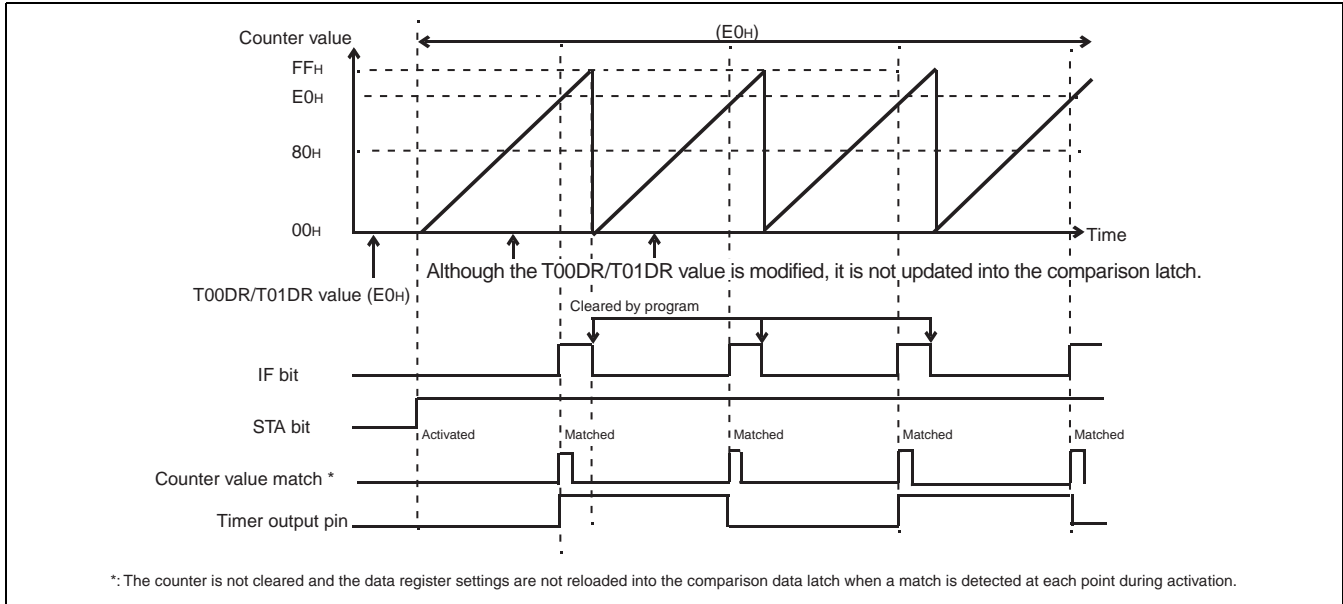 (E0H)
Counter value
FFH
E0H
80H
00H
Time
Although the T00DR/T01DR value is modified, it is not updated into the comparison latch.
T00DR/T01DR value (E0H)
Cleared by program
IF bit
STA bit
Activated Matched Matched Matched Matched
Counter value match *
Timer output pin
*: The counter is not cleared and the data register settings are not reloaded into the comparison data latch when a match is detected at each point during activation.